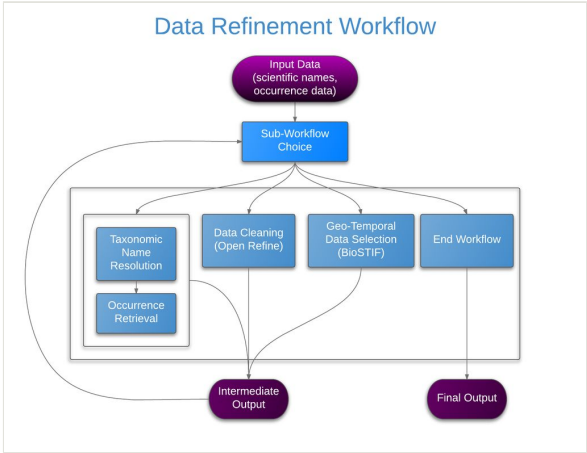 Data Refinement Workflow
Input Data
(scientific names,
occurrence data)
Sub-Workflow
Choice
Taxonomic
Name
Resolution
Occurrence
Retrieval
Data Cleaning
(Open Refine)
Geo-Temporal
Data Selection
(BioSTIF)
End Workflow
Intermediate
Output
Final Output